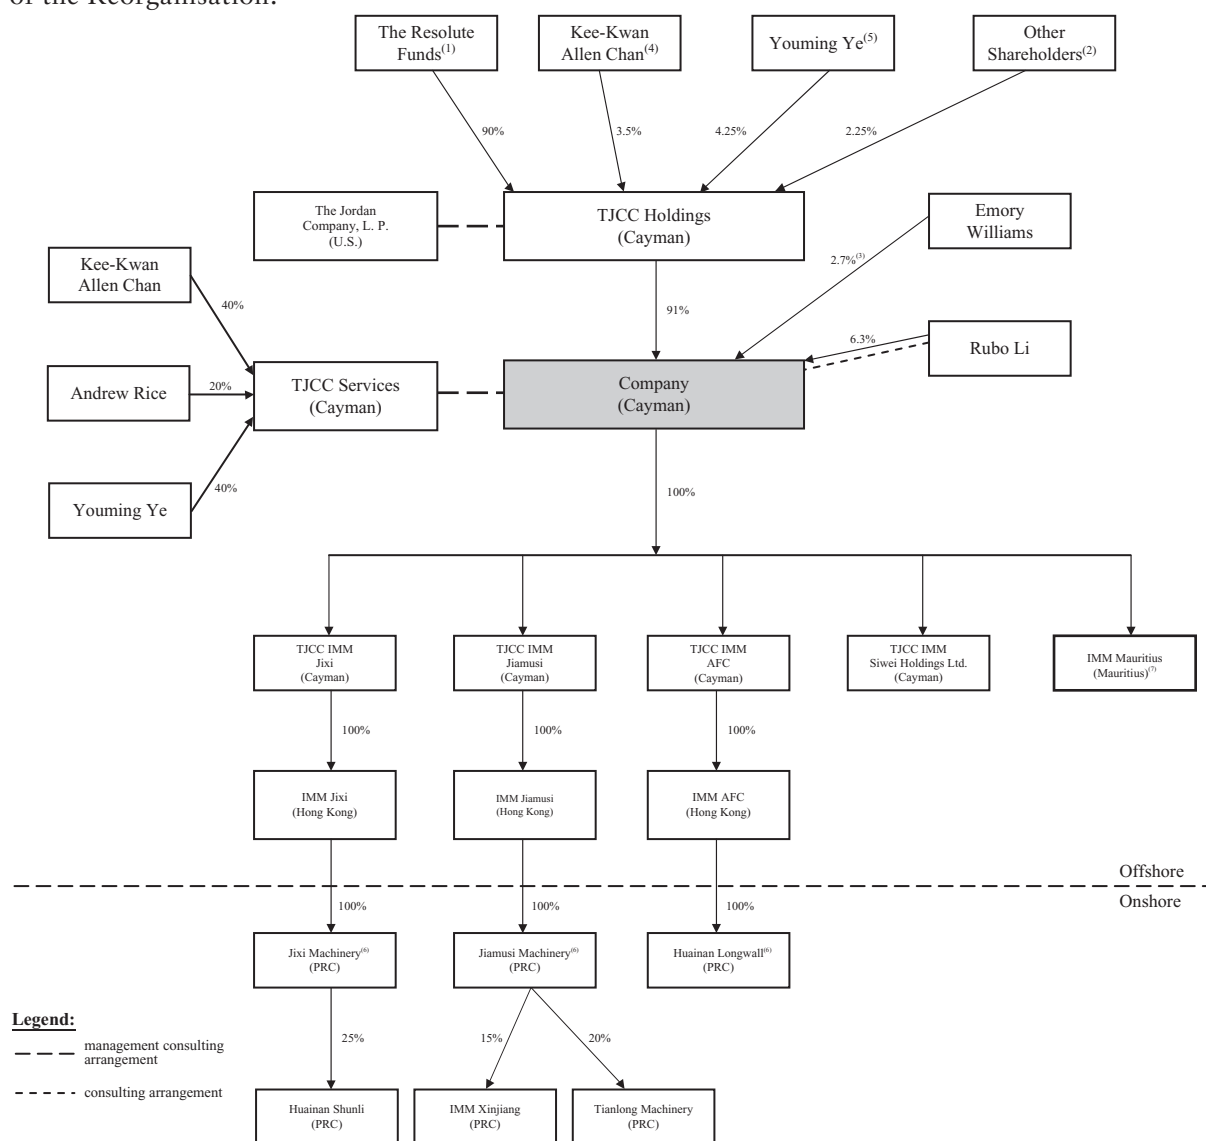 of the Reorganisation:
The Resolute
Funds(1)
Kee-Kwan
Allen Chan(4)
Youming Ye(5)
Other
Shareholders(2)
90%
3.5%
4.25%
2.25%
The Jordan
Company, L. P.
(U.S.)
TJCC Holdings
(Cayman)
Emory
Williams
Kee-Kwan
Allen Chan
2.7%(3)
40%
91%
6.3%
Rubo Li
Andrew Rice
20%
TJCC Services
(Cayman)
Company
(Cayman)
40%
Youming Ye
100%
TJCC IMM
Jixi
(Cayman)
TJCC IMM
Jiamusi
(Cayman)
TJCC IMM
AFC
(Cayman)
TJCC IMM
Siwei Holdings Ltd.
(Cayman)
IMM Mauritius
(Mauritius)(7)
100%
100%
100%
IMM Jixi
(Hong Kong)
IMM Jiamusi
(Hong Kong)
IMM AFC
(Hong Kong)
Offshore
Onshore
100%
100%
100%
Jixi Machinery(6)
(PRC)
Jiamusi Machinery(6)
(PRC)
Huainan Longwall(6)
(PRC)
Legend:
management consulting
arrangement
consulting arrangement
25%
15%
20%
Huainan Shunli
(PRC)
IMM Xinjiang
(PRC)
Tianlong Machinery
(PRC)